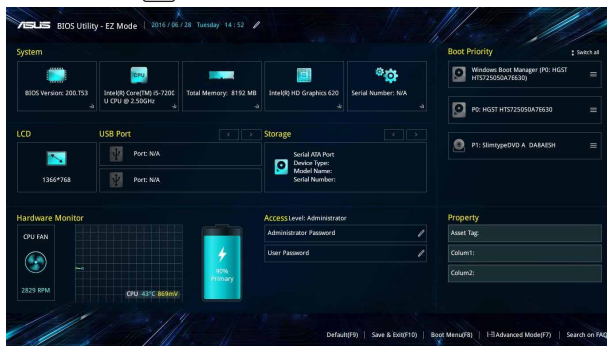 ASUS BIOS Utility - EZ Mode 2016 / 06 / 28 Tuesday 14 : 52
System
BIOS Version: 200.T53
CPU
Intel(R) Core(TM) i5-7200
U CPU @ 2.50GHz
Total Memory: 8192 MB
Intel(R) HD Graphics 620
Serial Number: N/A
Boot Priority
Switch all
Windows Boot Manager (P0: HGST
HTS725050A7E630)
P0: HGST HTS725050A7E630
P1: SlimtypeDVD A DA8AESH
LCD
1366*768
USB Port
Port: N/A
Port: N/A
Storage
Serial ATA Port
Device Type:
Model Name:
Serial Number:
Hardware Monitor
CPU FAN
2829 RPM
CPU 43°C 869mV
90%
Primary
Access Level: Administrator
Administrator Password
User Password
Property
Asset Tag:
Colum1:
Colum2:
Default(F9) Save & Exit(F10) Boot Menu(F8) Advanced Mode(F7) Search on FAQ